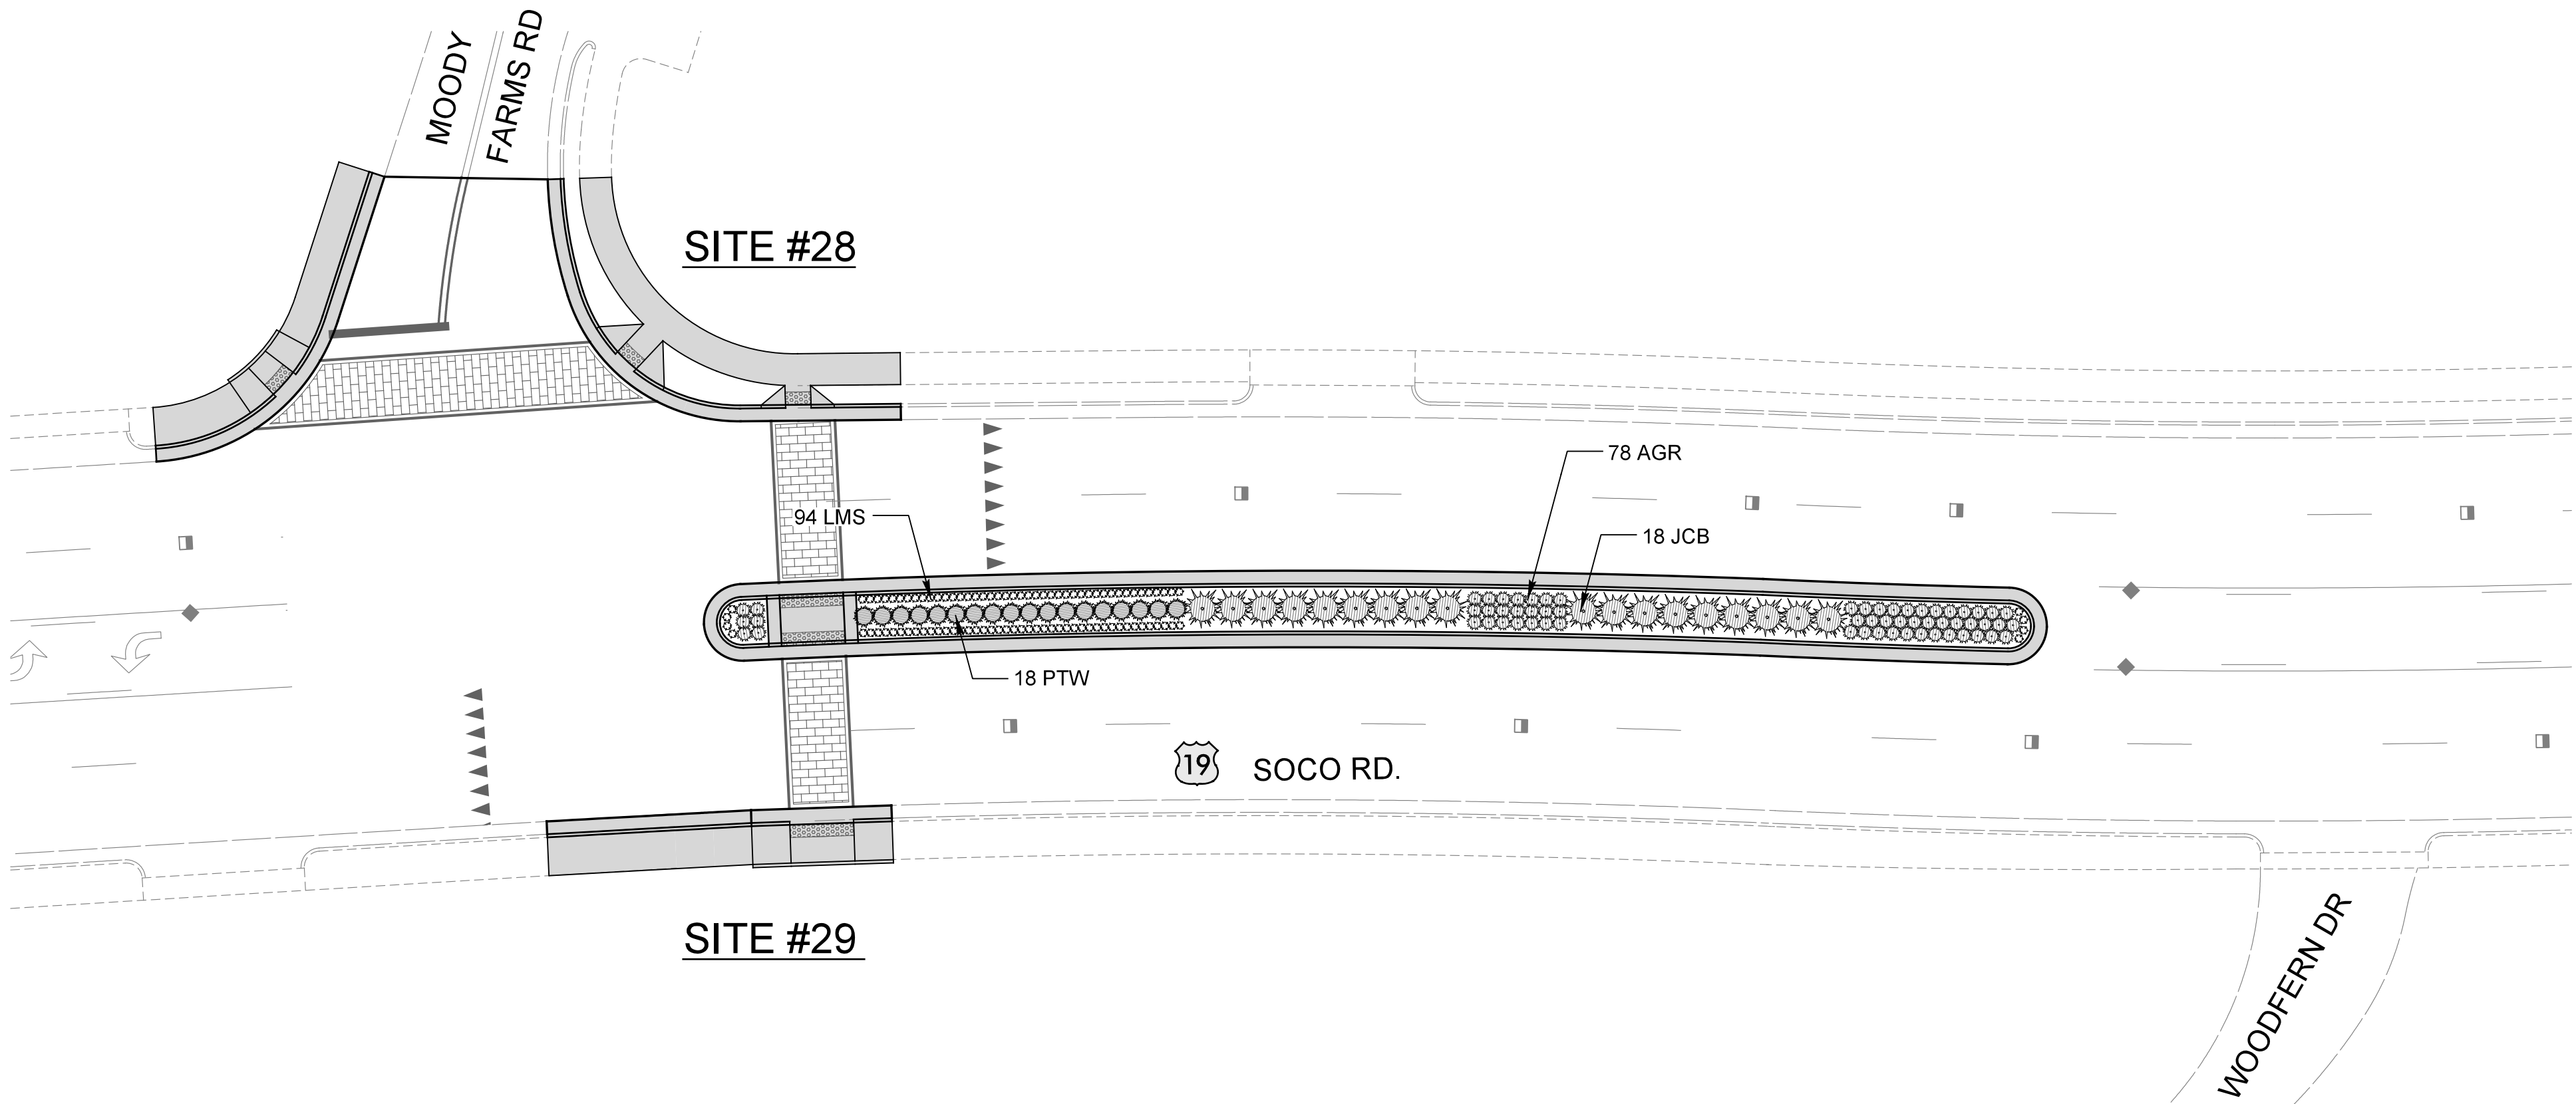 MOODY
FARMS RD
SITE #28
78 AGR
94 LMS
18 JCB
18 PTW
19
SOCO RD.
SITE #29
WOODFERN DR